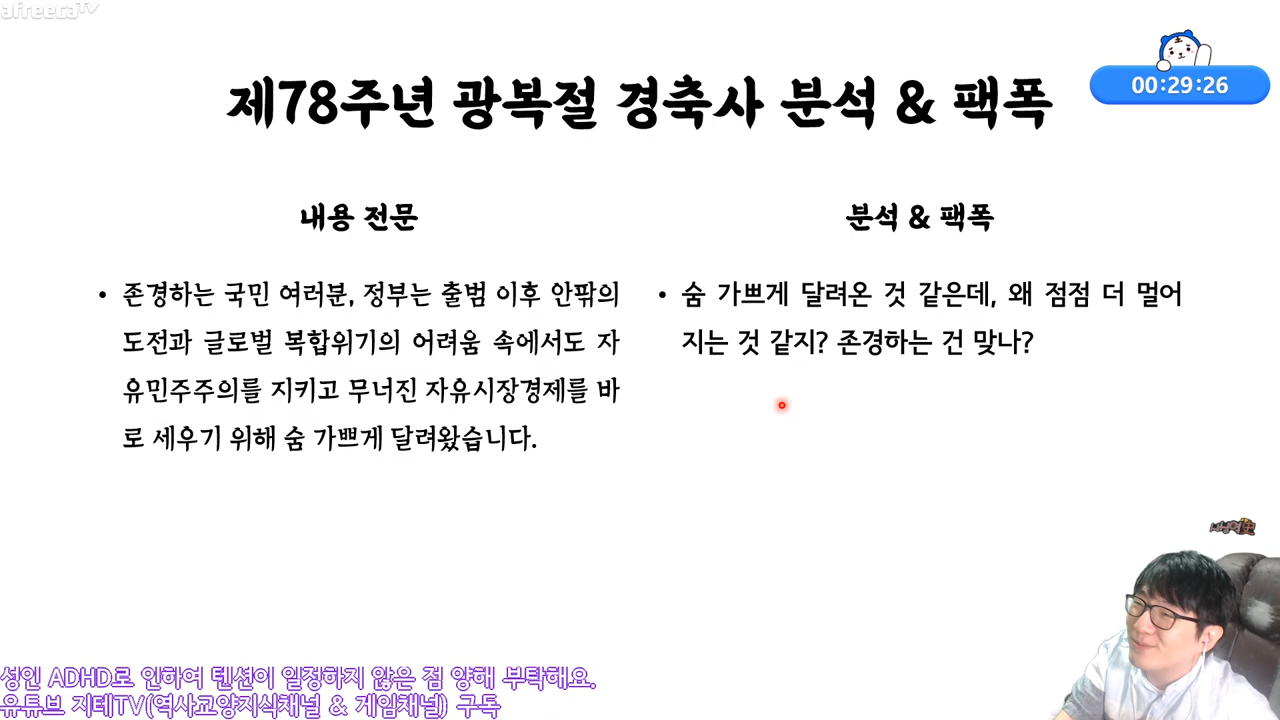 afreecaTV
00:29:26
제78주년 광복절 경축사 분석 & 팩폭
내용 전문
• 존경하는 국민 여러분, 정부는 출범 이후 안팎의
도전과 글로벌 복합위기의 어려움 속에서도 자
유민주주의를 지키고 무너진 자유시장경제를 바
로 세우기 위해 숨 가쁘게 달려왔습니다.
분석 & 팩폭
• 숨 가쁘게 달려온 것 같은데, 왜 점점 더 멀어
지는 것 같지? 존경하는 건 맞나?
성인 ADHD로 인하여 텐션이 일정하지 않은 점 양해 부탁해요.
유튜브 지테TV(역사교양지식채널 & 게임채널) 구독